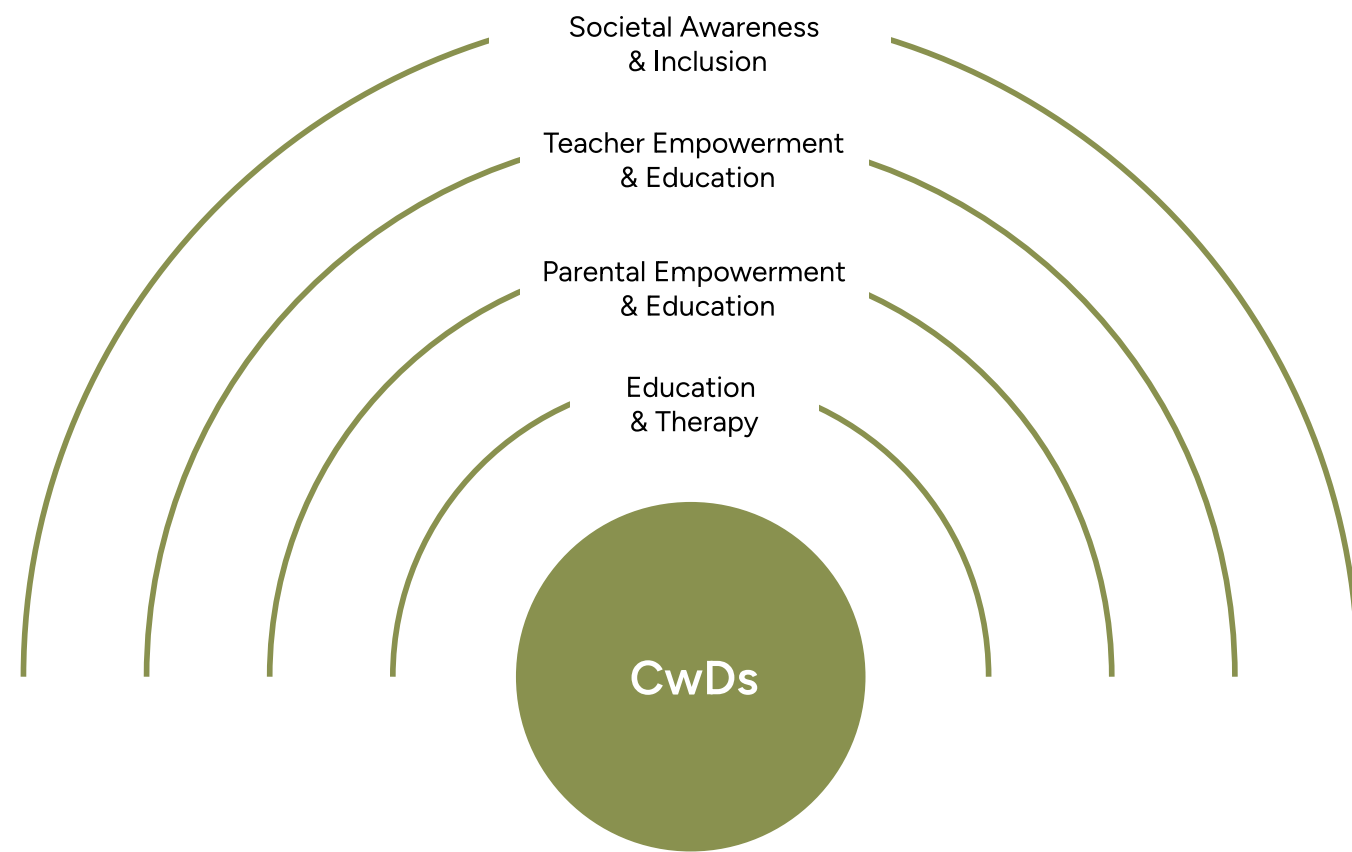 Societal Awareness
& Inclusion
Teacher Empowerment
& Education
Parental Empowerment
& Education
Education
& Therapy
CwDs